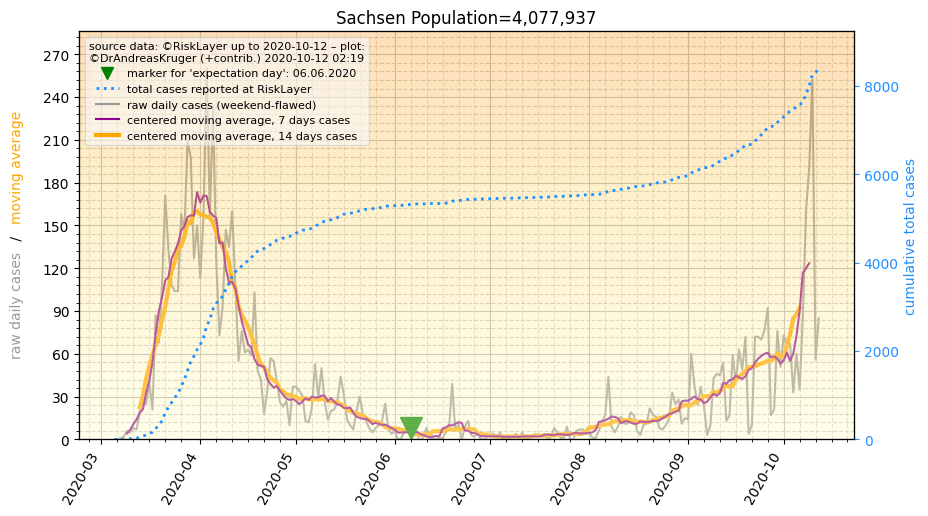 Sachsen Population=4,077,937
source data: ©RiskLayer up to 2020-10-12 – plot:
©DrAndreasKruger (+contrib.) 2020-10-12 02:19
marker for 'expectation day': 06.06.2020
total cases reported at RiskLayer
raw daily cases (weekend-flawed)
centered moving average, 7 days cases
centered moving average, 14 days cases
raw daily cases / moving average
270
240
210
180
150
120
90
60
30
0
8000
6000
4000
2000
0
cumulative total cases
2020-03
2020-04
2020-05
2020-06
2020-07
2020-08
2020-09
2020-10